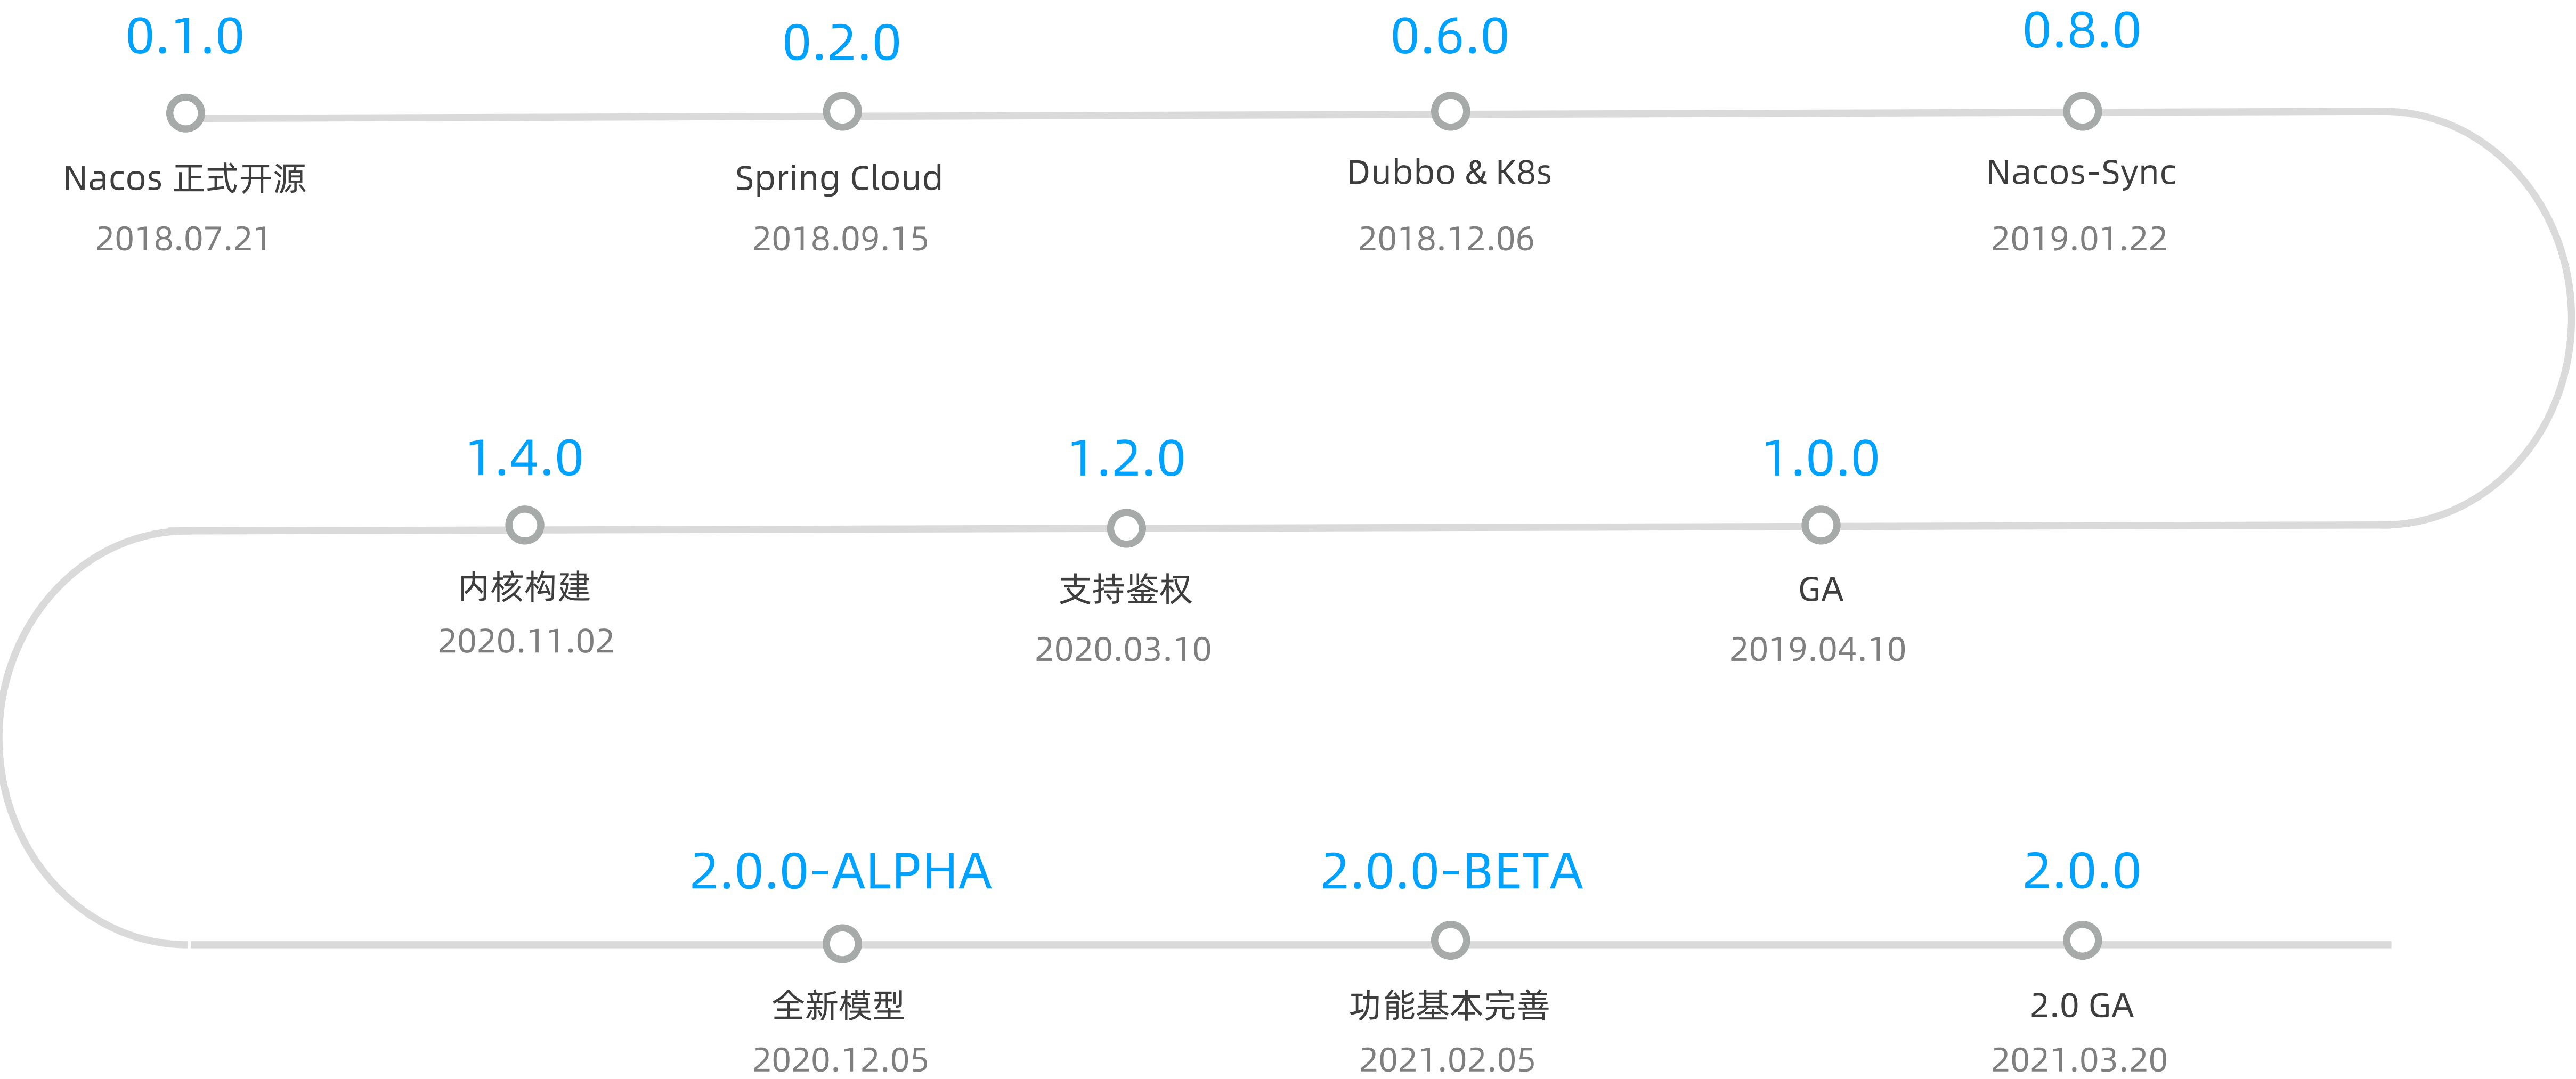 0.1.0
Nacos 正式开源
2018.07.21
0.2.0
Spring Cloud
2018.09.15
0.6.0
Dubbo & K8s
2018.12.06
0.8.0
Nacos-Sync
2019.01.22
1.0.0
GA
2019.04.10
1.2.0
支持鉴权
2020.03.10
1.4.0
内核构建
2020.11.02
2.0.0-ALPHA
全新模型
2020.12.05
2.0.0-BETA
功能基本完善
2021.02.05
2.0.0
2.0 GA
2021.03.20